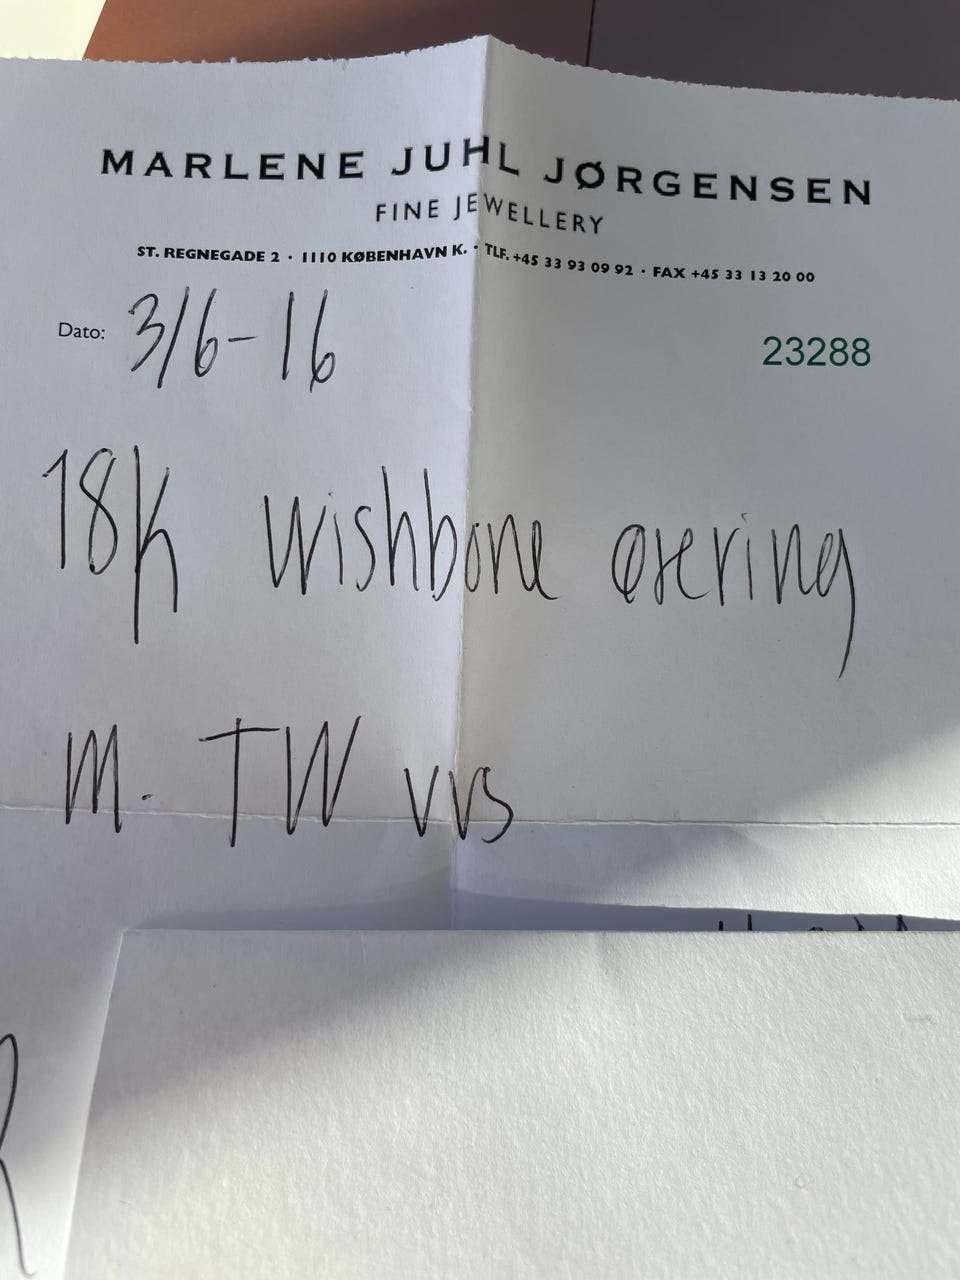 MARLENE JUHL JØRGENSEN
FINE JEWELLERY
ST. REGNEGADE 2 · 1110 KØBENHAVN K. · TLF. +45 33 93 09 92 · FAX +45 33 13 20 00
Dato: 3/6-16
23288
18k wishbone ørering
M. TW VVS